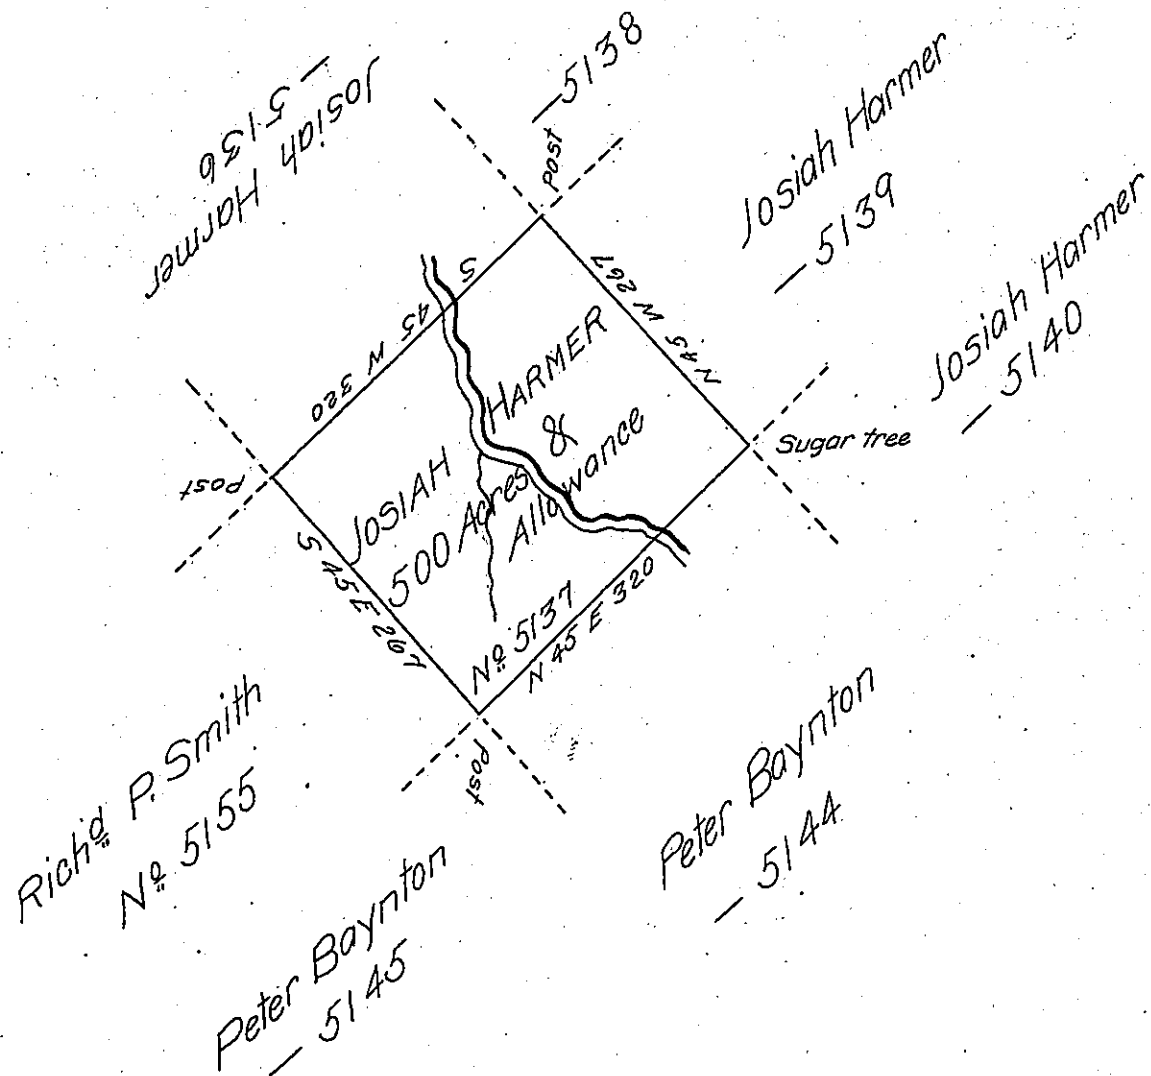 Josiah Harmer
— 5136
— 5138
Post
Josiah Harmer
— 5139
Josiah Harmer
— 5140
S 45 W 320
N 45 W 267
Sugar tree
Post
JOSIAH HARMER
500 Acres &
Allowance
Nº 5137
S 45 E 267
N 45 E 320
Post
Richd P. Smith
Nº 5155
Peter Baynton
— 5144
Peter Baynton
— 5145